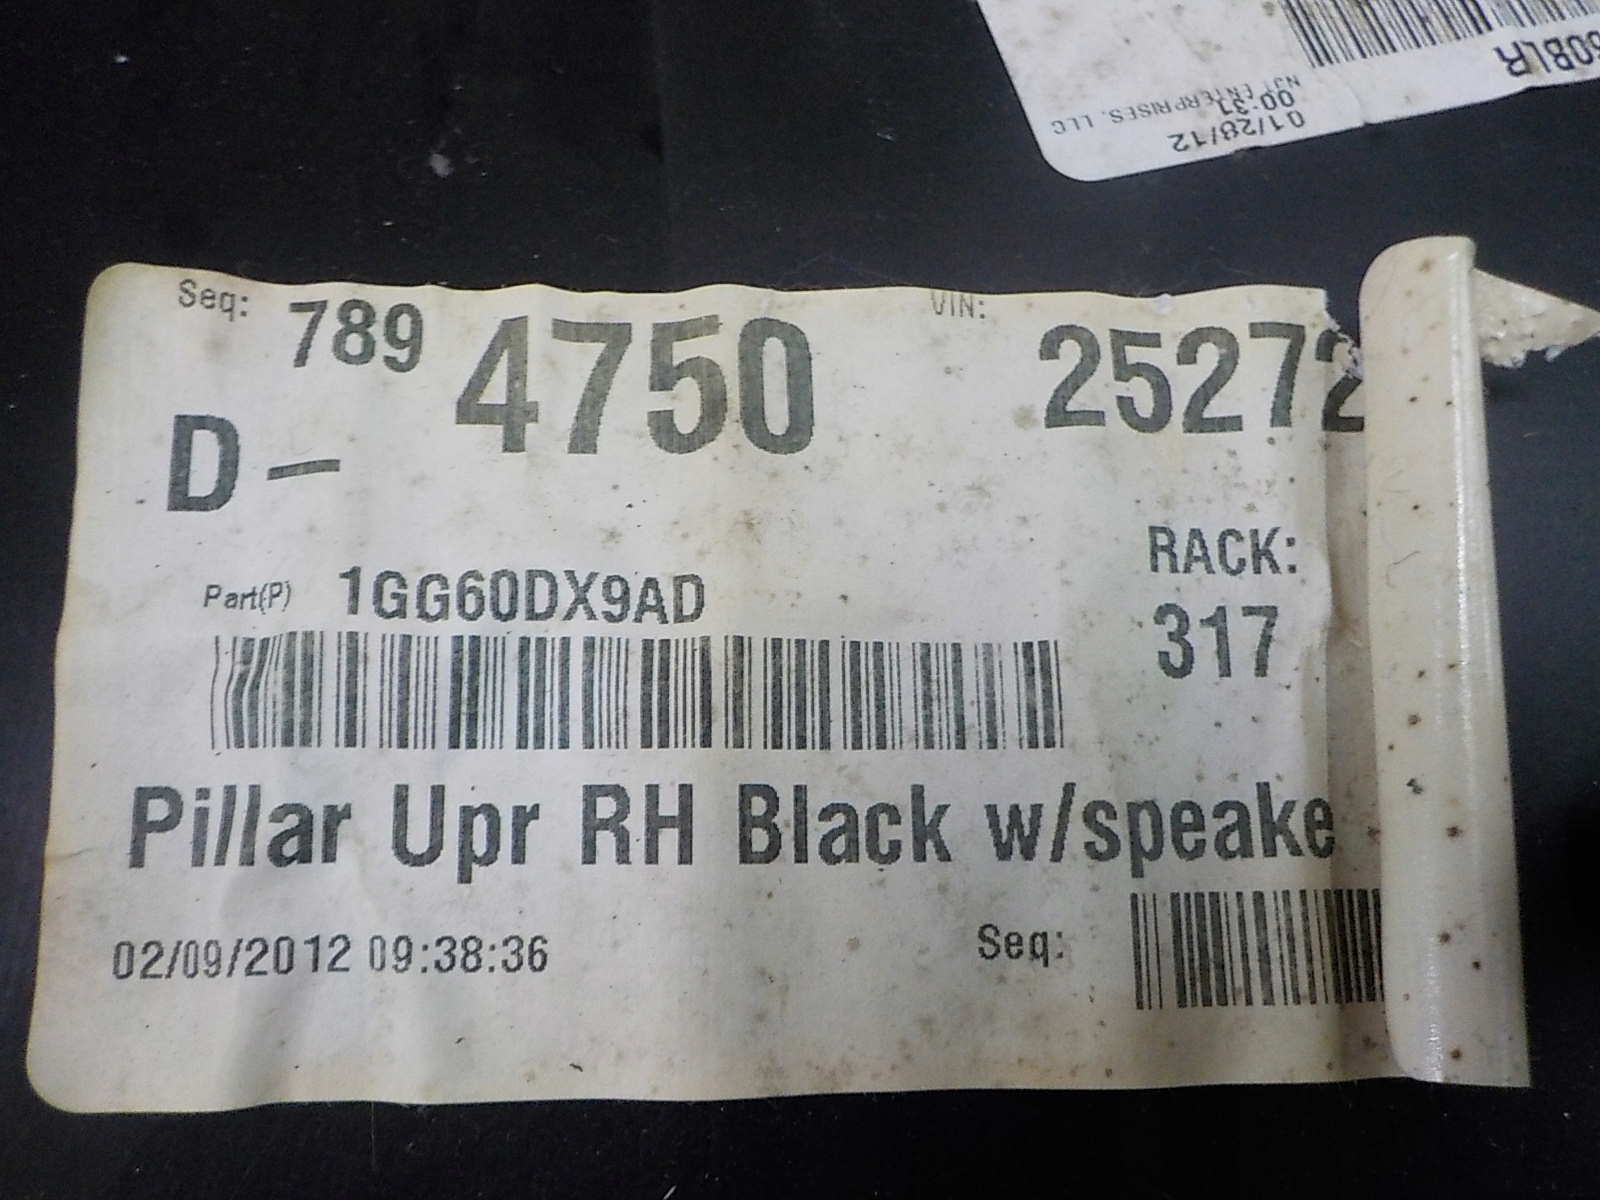 60BLR
NJT ENTERPRISES, LLC
00:31
01/28/12
Seq: 789 4750 VIN: 25272
D-
RACK:
Part(P) 1GG60DX9AD
317
Pillar Upr RH Black w/speake
02/09/2012 09:38:36 Seq: